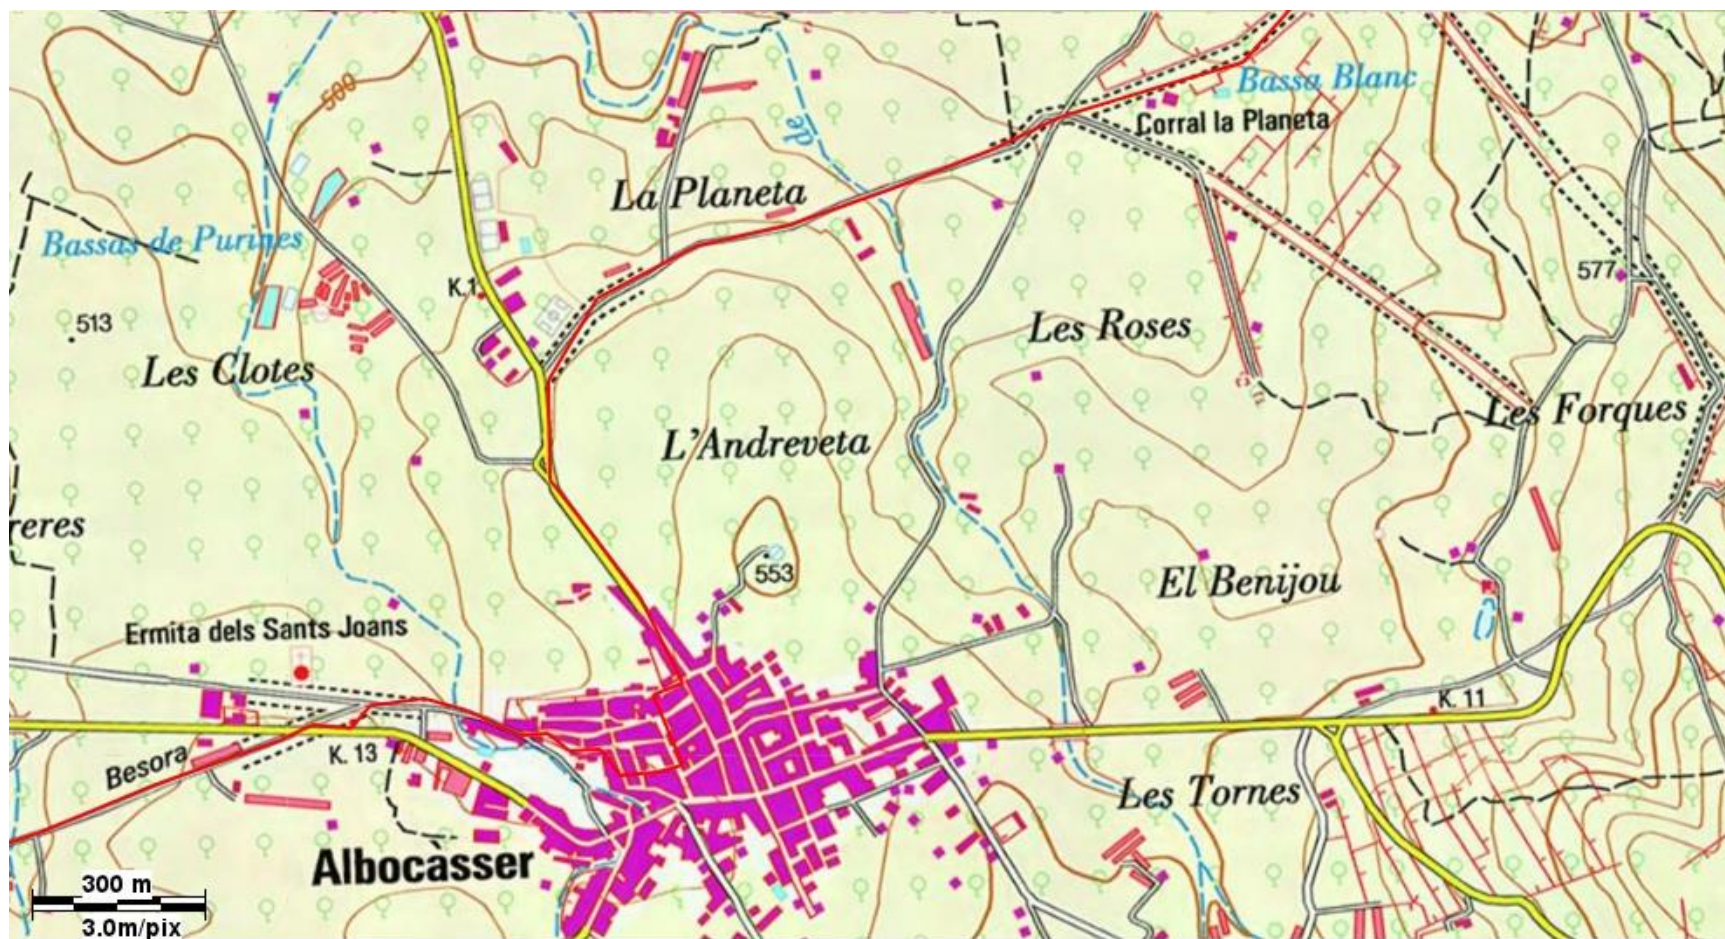 500
de
Bassa Blanc
Corral la Planeta
La Planeta
Bassas de Purines
K.1
577
513
Les Roses
Les Clotes
Les Forques
L'Andreveta
reres
553
El Benijou
Ermita dels Sants Joans
K. 11
K. 13
Besora
Les Tornes
Albocasser
300 m
3.0m/pix